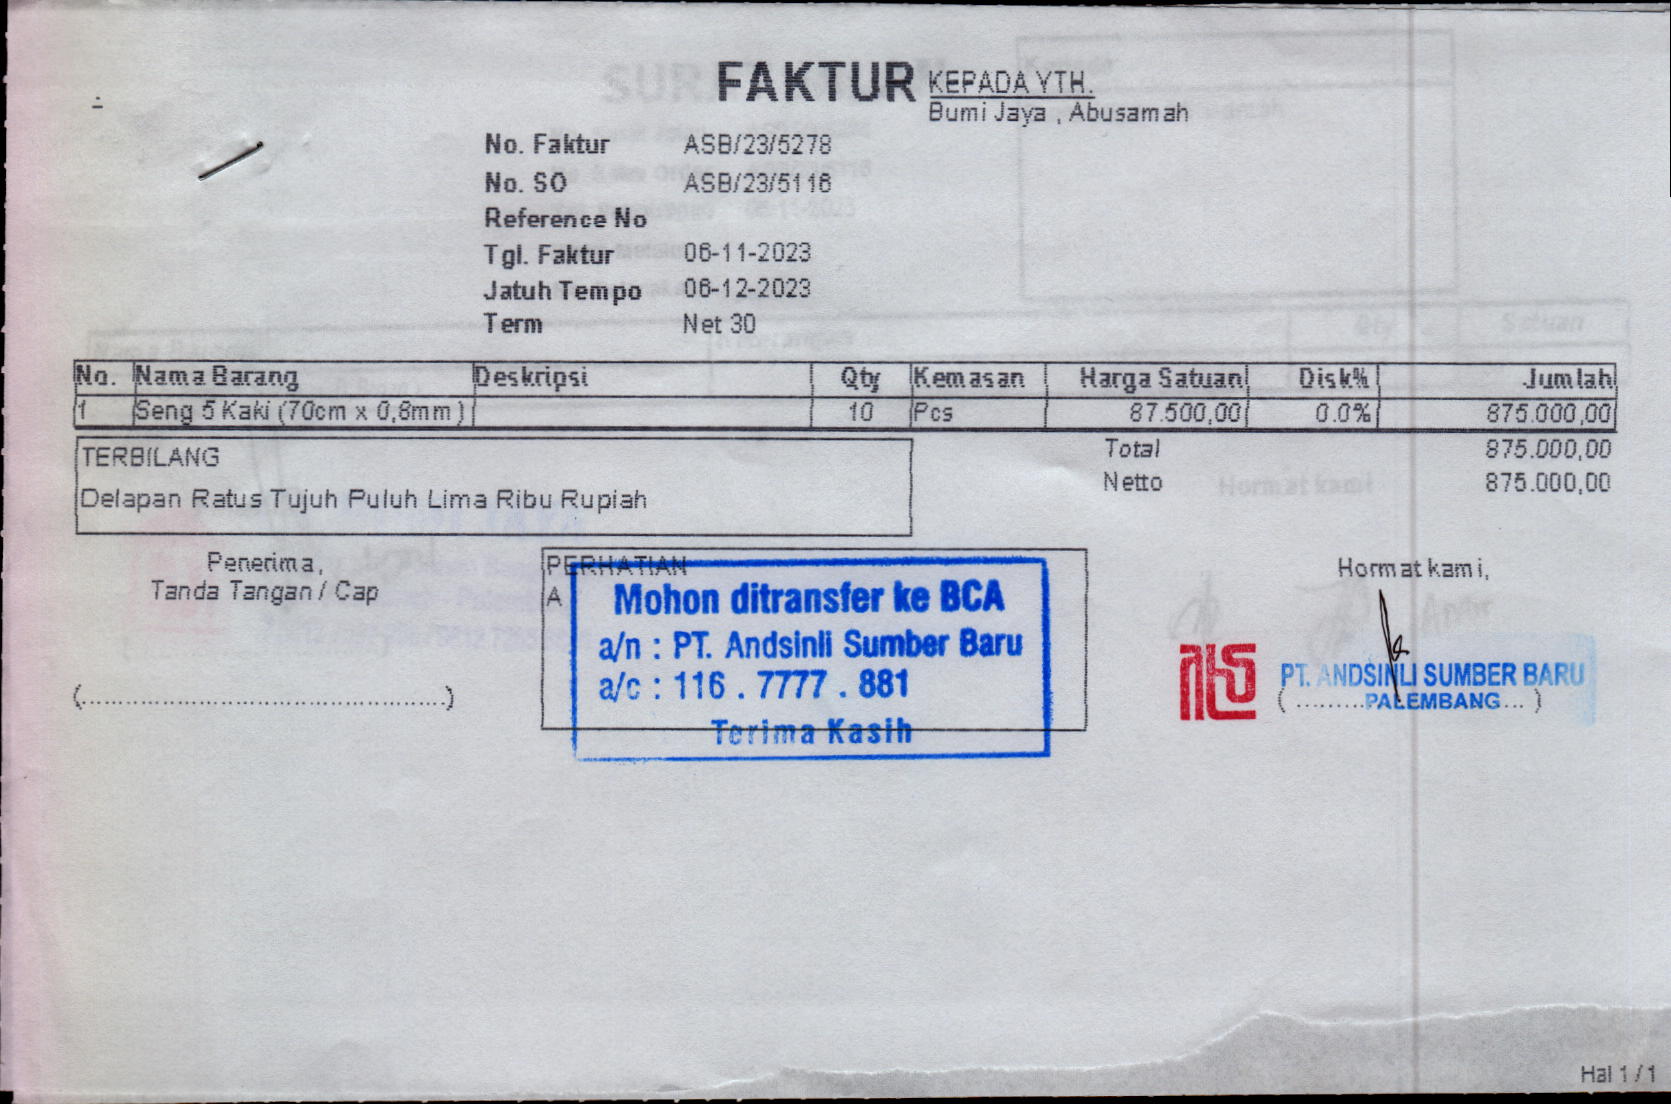 FAKTUR
KEPADA YTH.
Bumi Jaya , Abusamah
No. Faktur ASB/23/5278
No. SO ASB/23/5116
Reference No
Tgl. Faktur 06-11-2023
Jatuh Tempo 06-12-2023
Term Net 30
No. Nama Barang Deskripsi Qty Kemasan Harga Satuan Disk% Jumlah
1 Seng 5 Kaki (70cm x 0,8mm) 10 Pcs 87.500,00 0.0% 875.000,00
Total 875.000,00
Netto 875.000,00
TERBILANG
Delapan Ratus Tujuh Puluh Lima Ribu Rupiah
Penerima,
Tanda Tangan / Cap
(................................................)
PERHATIAN
A
Mohon ditransfer ke BCA
a/n : PT. Andsinli Sumber Baru
a/c : 116 . 7777 . 881
Terima Kasih
Hormat kami,
PT. ANDSINLI SUMBER BARU
( .........PALEMBANG... )
Hal 1 / 1